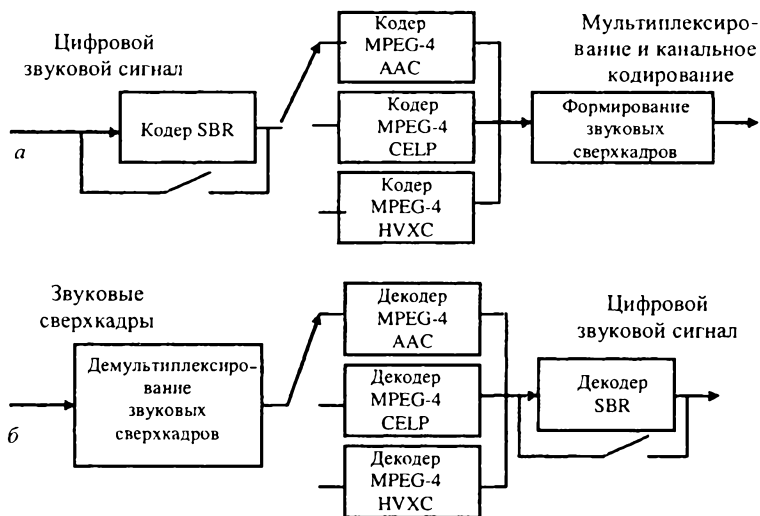 Цифровой
звуковой сигнал
Кодер SBR
а
Кодер
MPEG-4
AAC
Кодер
MPEG-4
CELP
Кодер
MPEG-4
HVXC
Мультиплексиро-
вание и канальное
кодирование
Формирование
звуковых
сверхкадров
Звуковые
сверхкадры
Демультиплексиро-
вание
звуковых
сверхкадров
б
Декодер
MPEG-4
AAC
Декодер
MPEG-4
CELP
Декодер
MPEG-4
HVXC
Цифровой
звуковой сигнал
Декодер
SBR